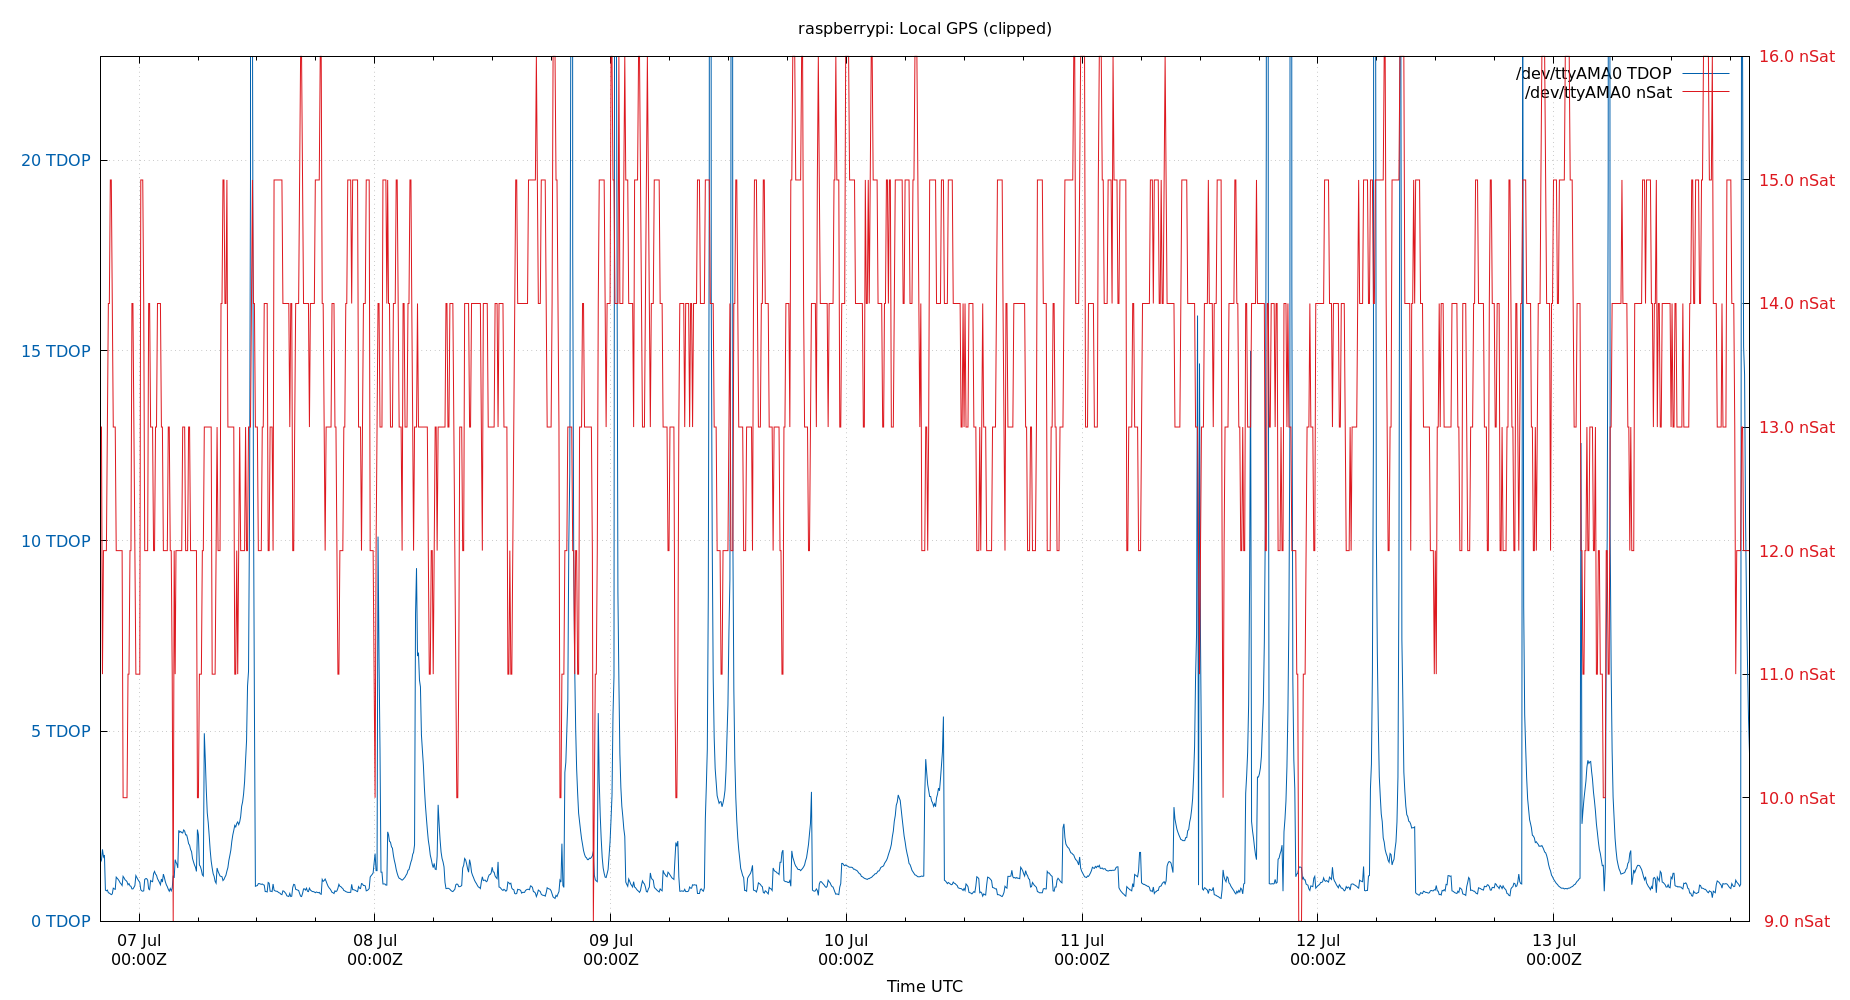 raspberrypi: Local GPS (clipped)
16.0 nSat
/dev/ttyAMA0 TDOP
/dev/ttyAMA0 nSat
20 TDOP
15.0 nSat
14.0 nSat
15 TDOP
13.0 nSat
10 TDOP
12.0 nSat
11.0 nSat
5 TDOP
10.0 nSat
0 TDOP
9.0 nSat
07 Jul 08 Jul 09 Jul 10 Jul 11 Jul 12 Jul 13 Jul
00:00Z 00:00Z 00:00Z 00:00Z 00:00Z 00:00Z 00:00Z
Time UTC